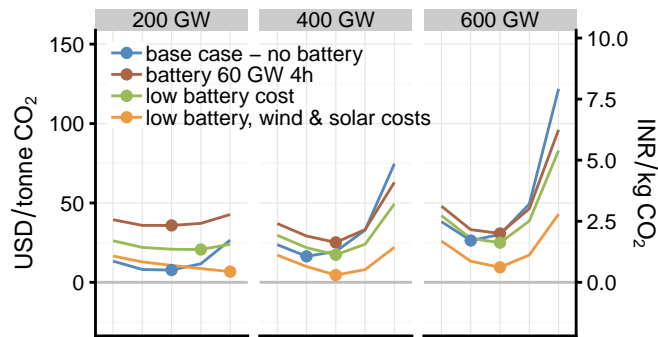 200 GW 400 GW 600 GW
150
100
50
0
USD/tonne CO₂
base case − no battery
battery 60 GW 4h
low battery cost
low battery, wind & solar costs
10.0
7.5
5.0
2.5
0.0
INR/kg CO₂